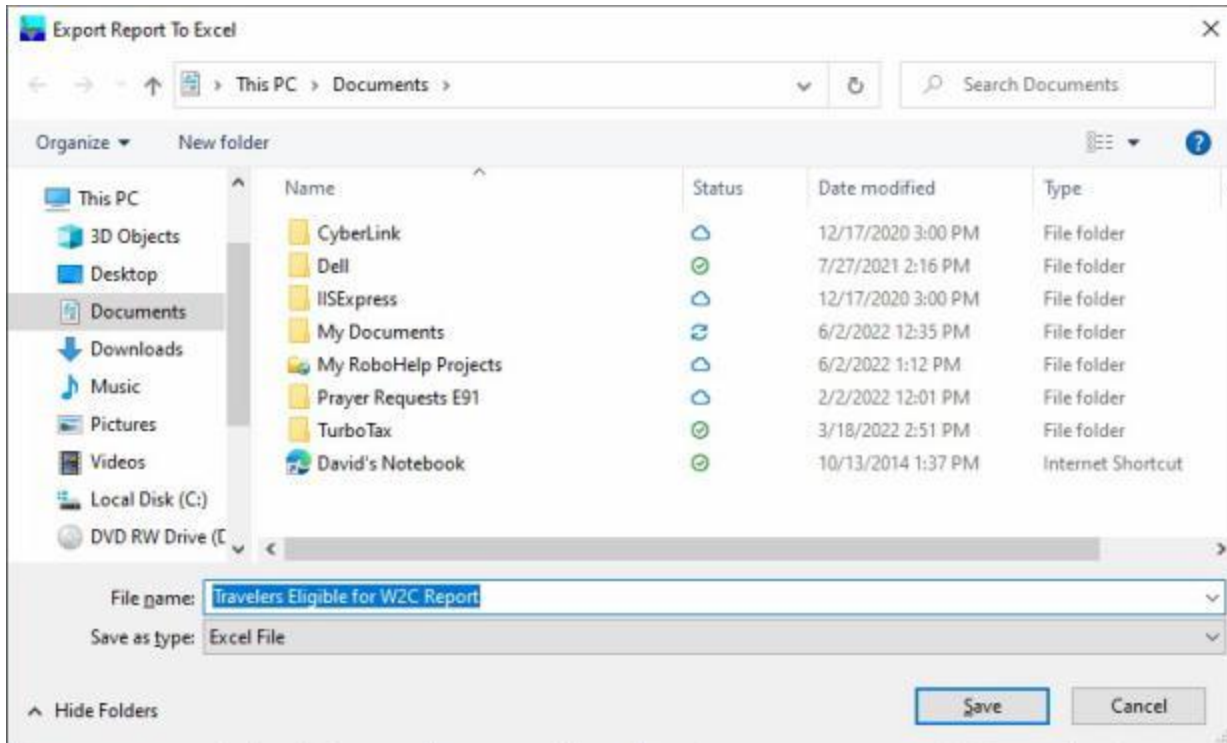 Export Report To Excel
This PC > Documents >
Search Documents
Organize
New folder
This PC
3D Objects
Desktop
Documents
Downloads
Music
Pictures
Videos
Local Disk (C:)
DVD RW Drive (D
Name Status Date modified Type
CyberLink 12/17/2020 3:00 PM File folder
Dell 7/27/2021 2:16 PM File folder
IISExpress 12/17/2020 3:00 PM File folder
My Documents 6/2/2022 12:35 PM File folder
My RoboHelp Projects 6/2/2022 1:12 PM File folder
Prayer Requests E91 2/2/2022 12:01 PM File folder
TurboTax 3/18/2022 2:51 PM File folder
David's Notebook 10/13/2014 1:37 PM Internet Shortcut
File name: Travelers Eligible for W2C Report
Save as type: Excel File
Hide Folders
Save
Cancel